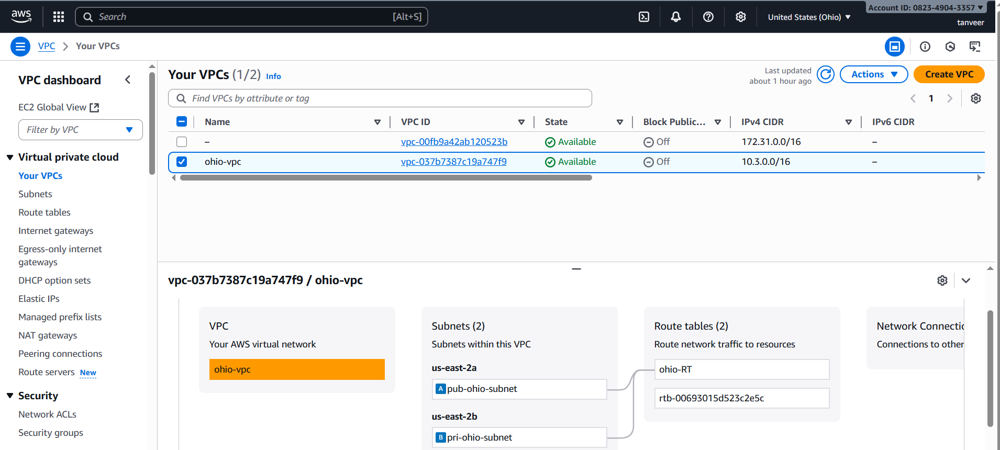 aws
Search [Alt+S]
United States (Ohio)
Account ID: 0823-4904-3357
tanveer
VPC > Your VPCs
VPC dashboard
EC2 Global View
Filter by VPC
Virtual private cloud
Your VPCs
Subnets
Route tables
Internet gateways
Egress-only internet
gateways
DHCP option sets
Elastic IPs
Managed prefix lists
NAT gateways
Peering connections
Route servers New
Security
Network ACLs
Security groups
Your VPCs (1/2) Info
Last updated
about 1 hour ago
Actions
Create VPC
Find VPCs by attribute or tag
1
Name VPC ID State Block Public... IPv4 CIDR IPv6 CIDR
– vpc-00fb9a42ab120523b Available Off 172.31.0.0/16 –
ohio-vpc vpc-037b7387c19a747f9 Available Off 10.3.0.0/16 –
vpc-037b7387c19a747f9 / ohio-vpc
VPC
Your AWS virtual network
ohio-vpc
Subnets (2)
Subnets within this VPC
us-east-2a
A pub-ohio-subnet
us-east-2b
B pri-ohio-subnet
Route tables (2)
Route network traffic to resources
ohio-RT
rtb-00693015d523c2e5c
Network Connectio
Connections to other